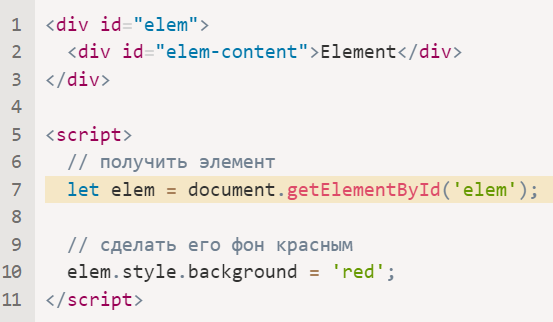 1 <div id="elem">
2   <div id="elem-content">Element</div>
3 </div>
4
5 <script>
6   // получить элемент
7   let elem = document.getElementById('elem');
8
9   // сделать его фон красным
10   elem.style.background = 'red';
11 </script>